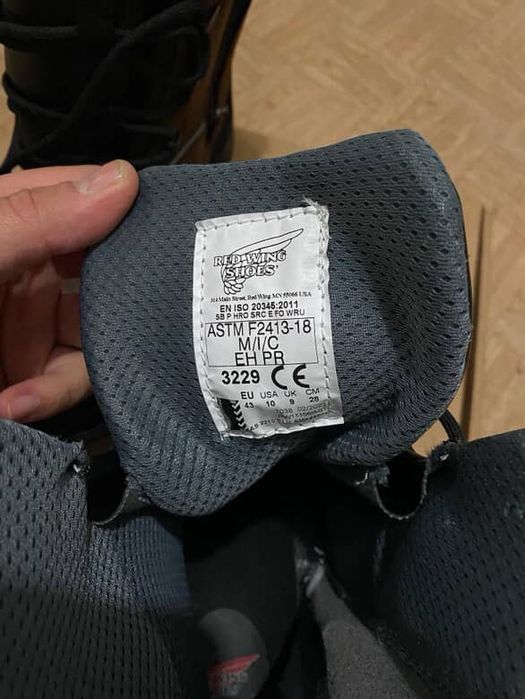 RED WING
SHOES
314 Main Street, Red Wing MN 55066 USA
EN ISO 20345:2011
SB P HRO SRC E FO WRU
ASTM F2413-18
M/I/C
EH PR
3229 CE
EU USA UK CM
43 10 9 28